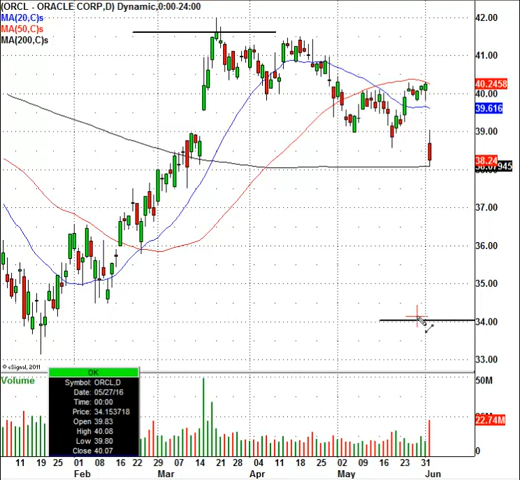 (ORCL - ORACLE CORP,D) Dynamic,0:00-24:00
MA(20,C)s
MA(50,C)s
MA(200,C)s
42.00
41.00
40.2458
40.00
39.616
39.00
38.24
37.00
36.00
35.00
34.00
33.00
© eSignal, 2011
Volume
50M
22.74M
0
OK
Symbol: ORCL,D
Date: 05/27/16
Time: 00:00
Price: 34.153718
Open 39.83
High 40.08
Low 39.80
Close 40.07
11 19 25 01 08 16 22 29 07 14 21 28 04 11 18 25 02 09 16 23 31
Feb Mar Apr May Jun